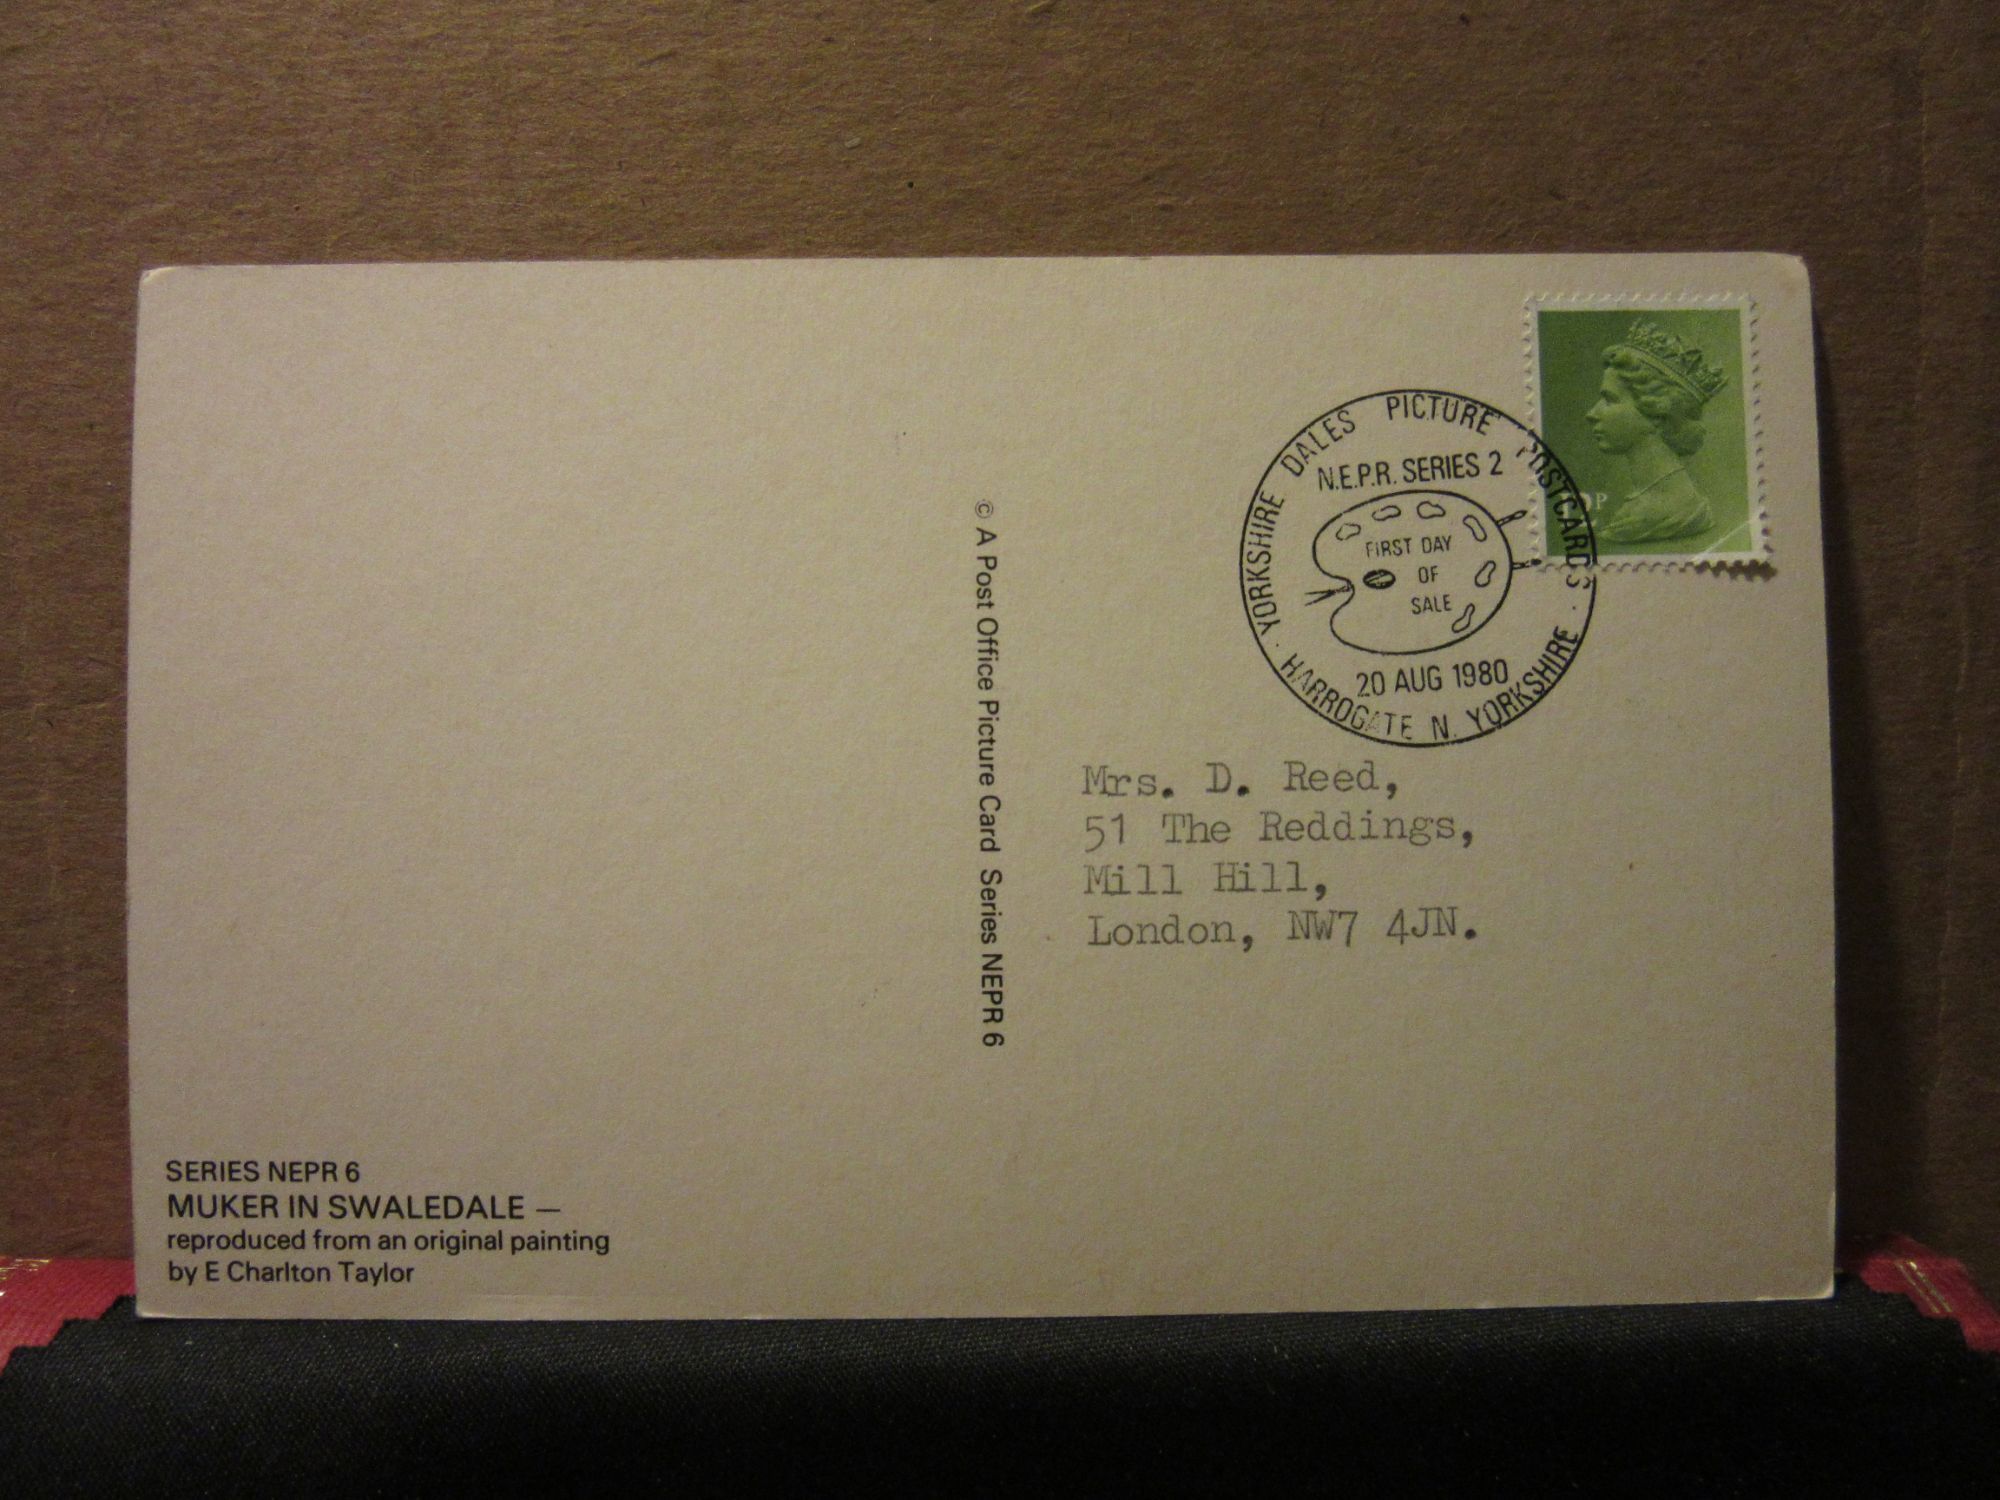 YORKSHIRE DALES PICTURE POSTCARDS ·
N.E.P.R. SERIES 2
FIRST DAY
OF
SALE
20 AUG 1980
· HARROGATE N. YORKSHIRE
P
© A Post Office Picture Card Series NEPR 6
Mrs. D. Reed,
51 The Reddings,
Mill Hill,
London, NW7 4JN.
SERIES NEPR 6
MUKER IN SWALEDALE —
reproduced from an original painting
by E Charlton Taylor